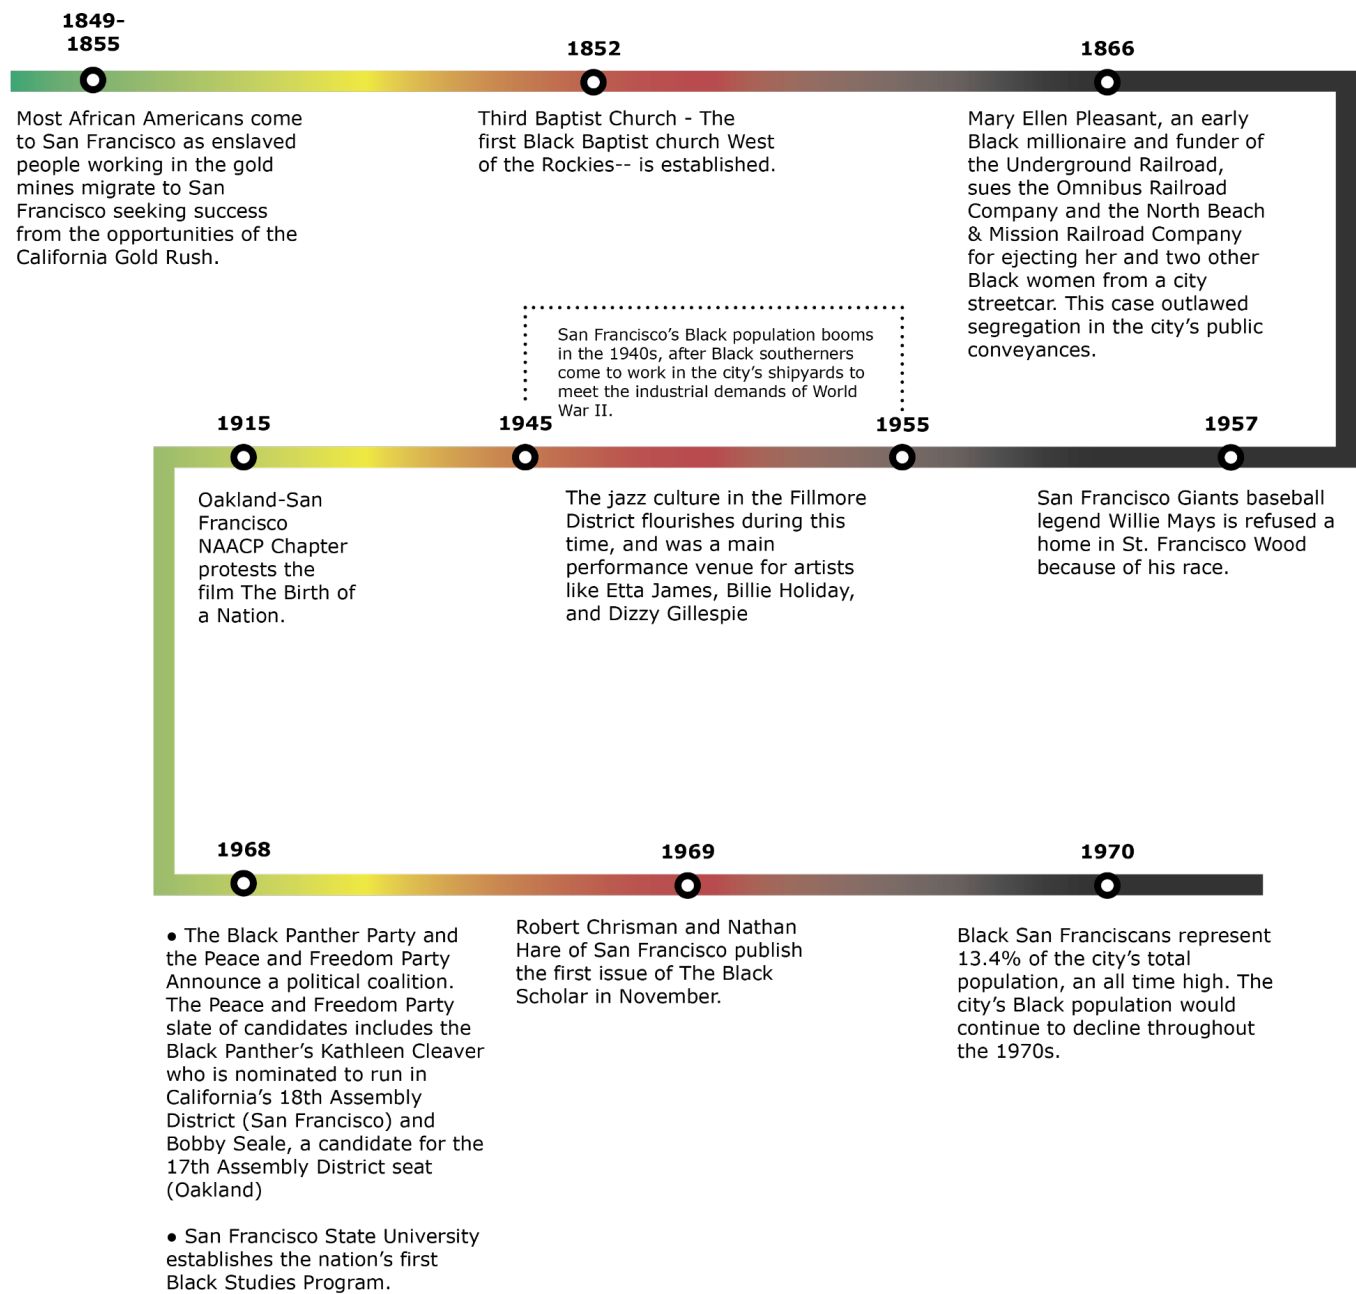 1849-
1855
Most African Americans come
to San Francisco as enslaved
people working in the gold
mines migrate to San
Francisco seeking success
from the opportunities of the
California Gold Rush.
1852
Third Baptist Church - The
first Black Baptist church West
of the Rockies-- is established.
1866
Mary Ellen Pleasant, an early
Black millionaire and funder of
the Underground Railroad,
sues the Omnibus Railroad
Company and the North Beach
& Mission Railroad Company
for ejecting her and two other
Black women from a city
streetcar. This case outlawed
segregation in the city’s public
conveyances.
1915
Oakland-San
Francisco
NAACP Chapter
protests the
film The Birth of
a Nation.
San Francisco’s Black population booms
in the 1940s, after Black southerners
come to work in the city’s shipyards to
meet the industrial demands of World
War II.
1945
1955
The jazz culture in the Fillmore
District flourishes during this
time, and was a main
performance venue for artists
like Etta James, Billie Holiday,
and Dizzy Gillespie
1957
San Francisco Giants baseball
legend Willie Mays is refused a
home in St. Francisco Wood
because of his race.
1968
● The Black Panther Party and
the Peace and Freedom Party
Announce a political coalition.
The Peace and Freedom Party
slate of candidates includes the
Black Panther’s Kathleen Cleaver
who is nominated to run in
California’s 18th Assembly
District (San Francisco) and
Bobby Seale, a candidate for the
17th Assembly District seat
(Oakland)
● San Francisco State University
establishes the nation’s first
Black Studies Program.
1969
Robert Chrisman and Nathan
Hare of San Francisco publish
the first issue of The Black
Scholar in November.
1970
Black San Franciscans represent
13.4% of the city’s total
population, an all time high. The
city’s Black population would
continue to decline throughout
the 1970s.